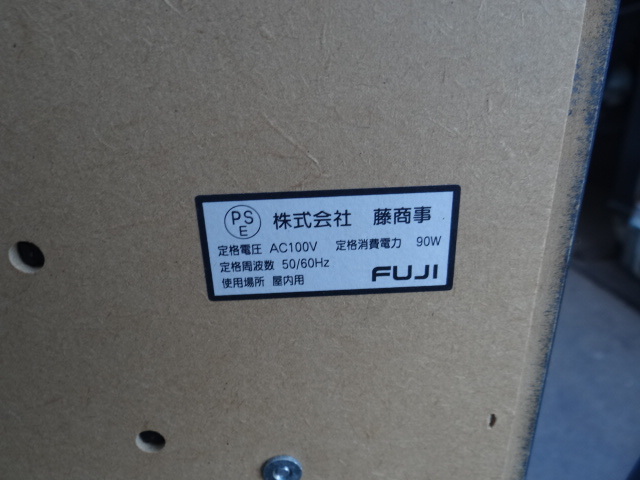 PSE 株式会社 藤商事
定格電圧 AC100V 定格消費電力 90W
定格周波数 50/60Hz
使用場所 屋内用
FUJI